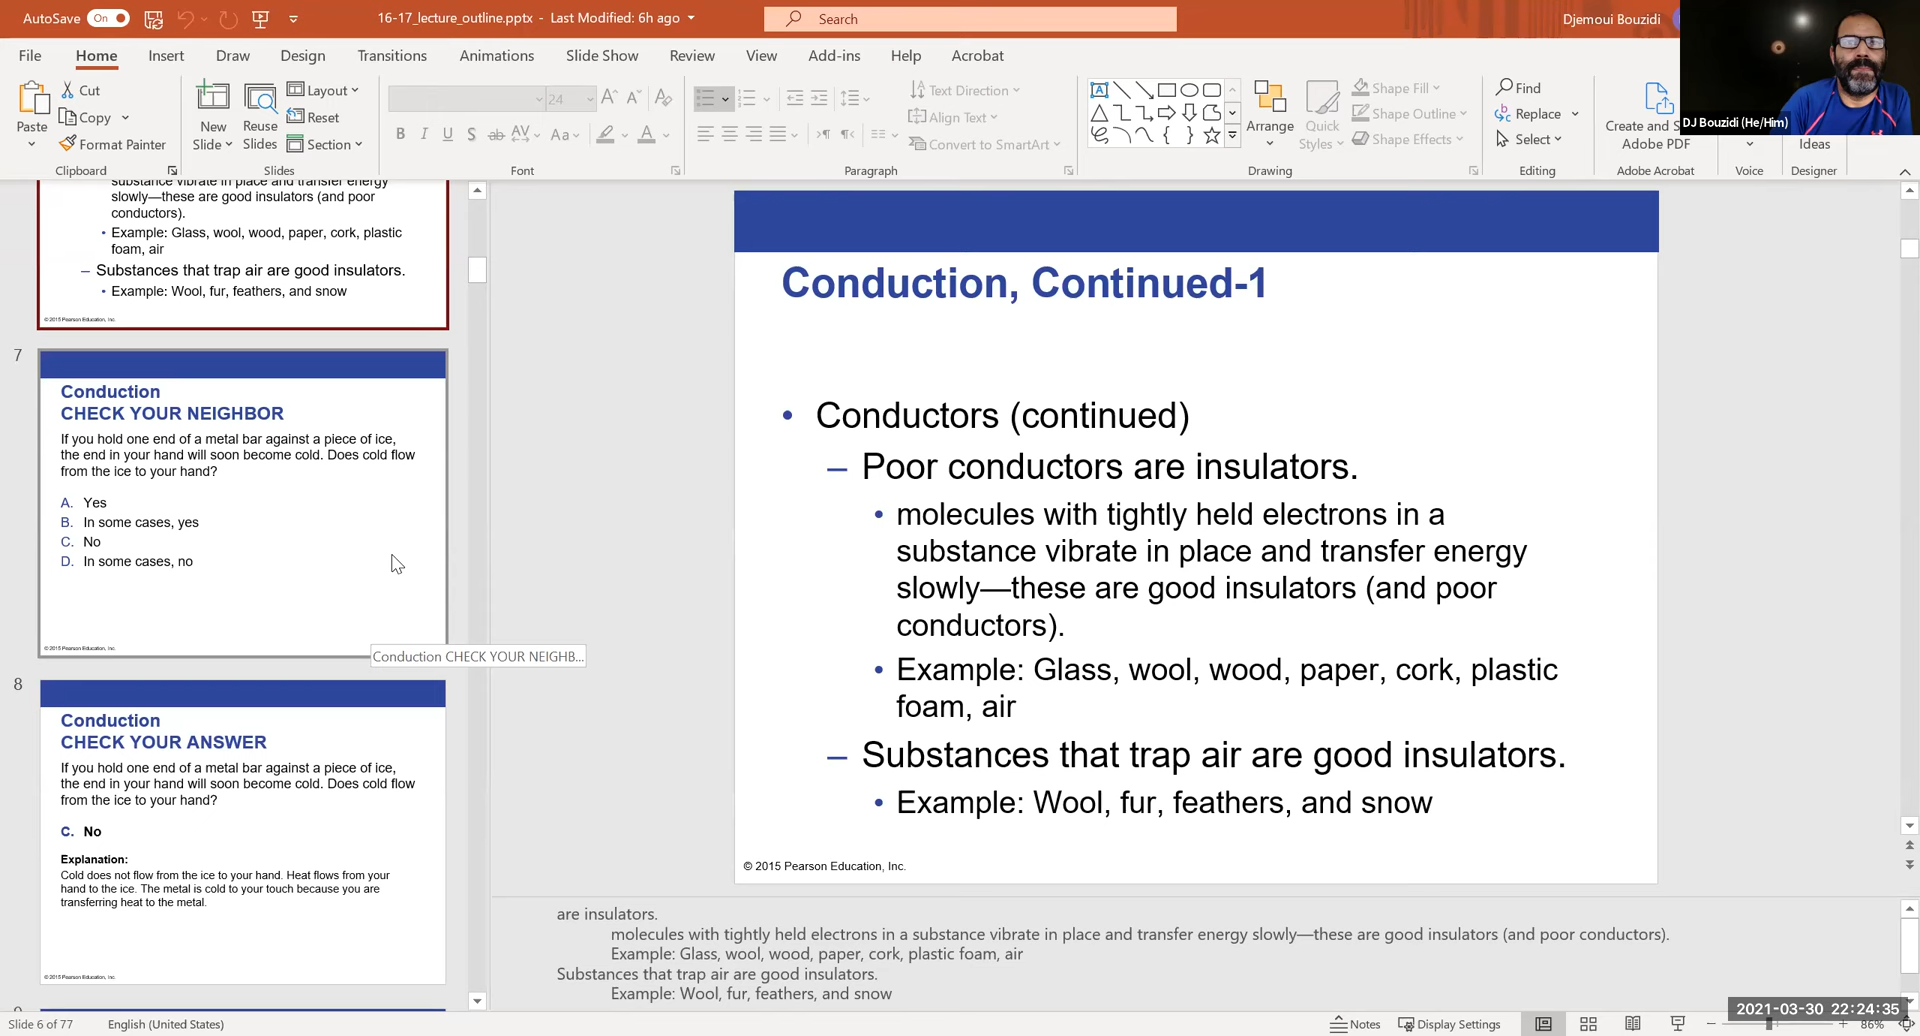 AutoSave On 16-17_lecture_outline.pptx - Last Modified: 6h ago Search Djemoui Bouzidi
File Home Insert Draw Design Transitions Animations Slide Show Review View Add-ins Help Acrobat
Paste
Cut
Copy
Format Painter
Clipboard
New Slide
Reuse Slides
Layout
Reset
Section
Slides
24
Font
Text Direction
Align Text
Convert to SmartArt
Paragraph
Arrange
Quick Styles
Shape Fill
Shape Outline
Shape Effects
Drawing
Find
Replace
Select
Editing
Create and S
Adobe PDF
Adobe Acrobat
Voice
Ideas
Designer
DJ Bouzidi (He/Him)
substance vibrate in place and transfer energy
slowly—these are good insulators (and poor
conductors).
• Example: Glass, wool, wood, paper, cork, plastic
foam, air
– Substances that trap air are good insulators.
• Example: Wool, fur, feathers, and snow
© 2015 Pearson Education, Inc.
7
Conduction
CHECK YOUR NEIGHBOR
If you hold one end of a metal bar against a piece of ice,
the end in your hand will soon become cold. Does cold flow
from the ice to your hand?
A. Yes
B. In some cases, yes
C. No
D. In some cases, no
© 2015 Pearson Education, Inc.
Conduction CHECK YOUR NEIGHB...
8
Conduction
CHECK YOUR ANSWER
If you hold one end of a metal bar against a piece of ice,
the end in your hand will soon become cold. Does cold flow
from the ice to your hand?
C. No
Explanation:
Cold does not flow from the ice to your hand. Heat flows from your
hand to the ice. The metal is cold to your touch because you are
transferring heat to the metal.
© 2015 Pearson Education, Inc.
Conduction, Continued-1
• Conductors (continued)
– Poor conductors are insulators.
• molecules with tightly held electrons in a
substance vibrate in place and transfer energy
slowly—these are good insulators (and poor
conductors).
• Example: Glass, wool, wood, paper, cork, plastic
foam, air
– Substances that trap air are good insulators.
• Example: Wool, fur, feathers, and snow
© 2015 Pearson Education, Inc.
are insulators.
molecules with tightly held electrons in a substance vibrate in place and transfer energy slowly—these are good insulators (and poor conductors).
Example: Glass, wool, wood, paper, cork, plastic foam, air
Substances that trap air are good insulators.
Example: Wool, fur, feathers, and snow
2021-03-30 22:24:35
Slide 6 of 77 English (United States) Notes Display Settings 86%